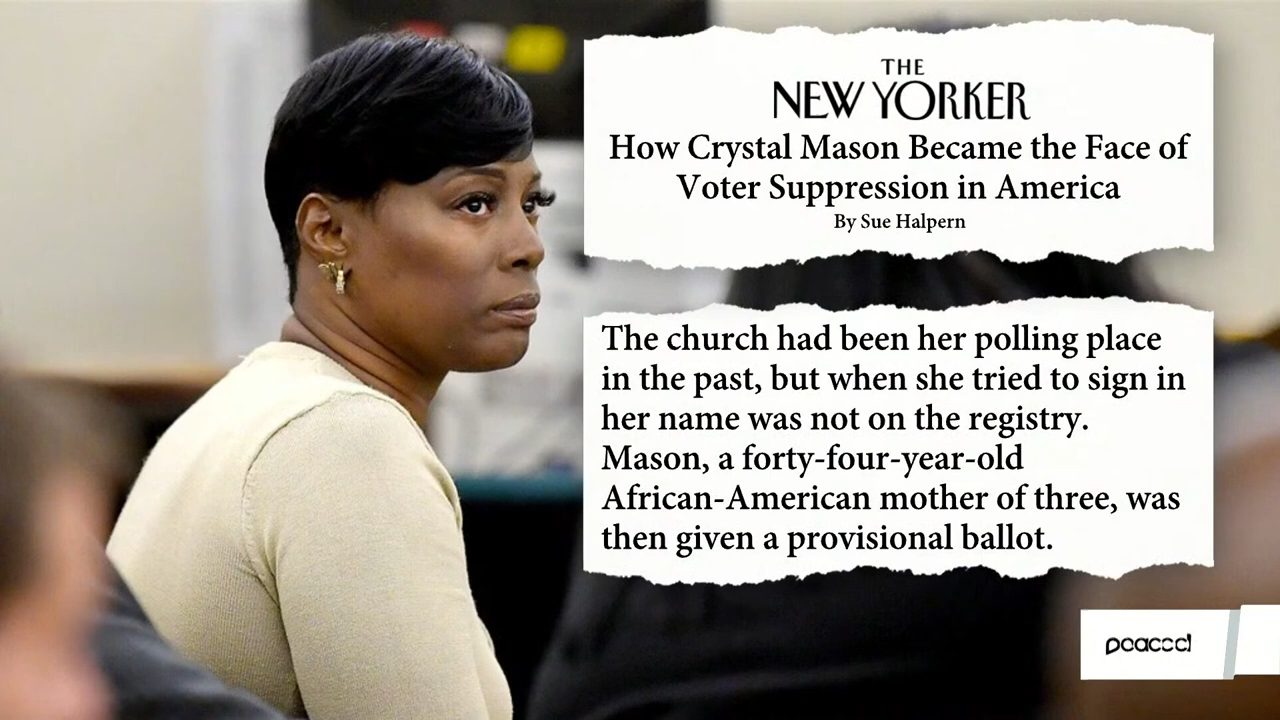 THE
NEW YORKER
How Crystal Mason Became the Face of
Voter Suppression in America
By Sue Halpern
The church had been her polling place
in the past, but when she tried to sign in
her name was not on the registry.
Mason, a forty-four-year-old
African-American mother of three, was
then given a provisional ballot.